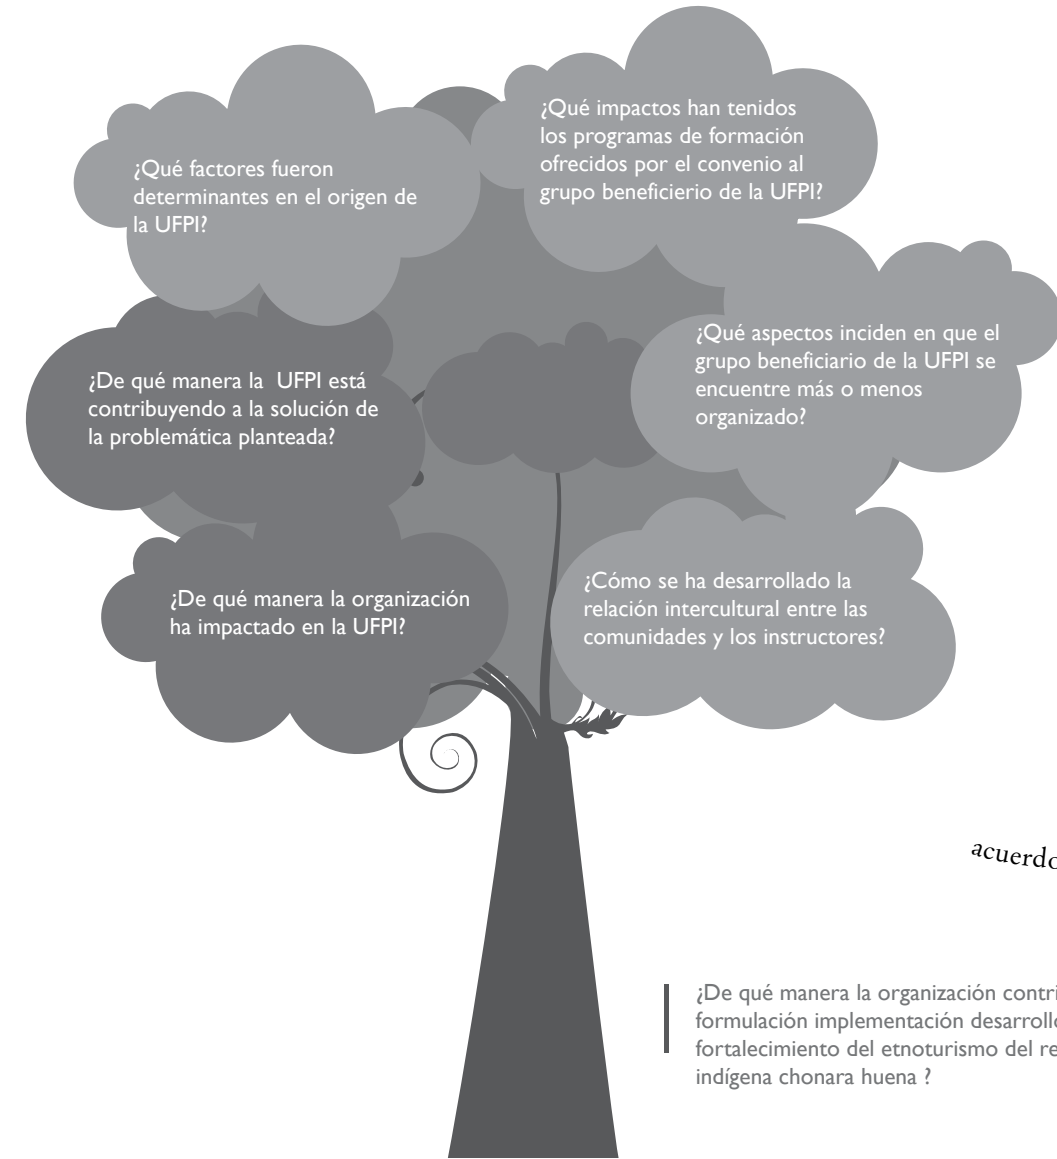 ¿Qué factores fueron
determinantes en el origen de
la UFPI?
¿Qué impactos han tenidos
los programas de formación
ofrecidos por el convenio al
grupo beneficierio de la UFPI?
¿De qué manera la  UFPI está
contribuyendo a la solución de
la problemática planteada?
¿Qué aspectos inciden en que el
grupo beneficiario de la UFPI se
encuentre más o menos
organizado?
¿De qué manera la organización
ha impactado en la UFPI?
¿Cómo se ha desarrollado la
relación intercultural entre las
comunidades y los instructores?
acuerdo
¿De qué manera la organización contri
formulación implementación desarrollo
fortalecimiento del etnoturismo del re
indígena chonara huena ?